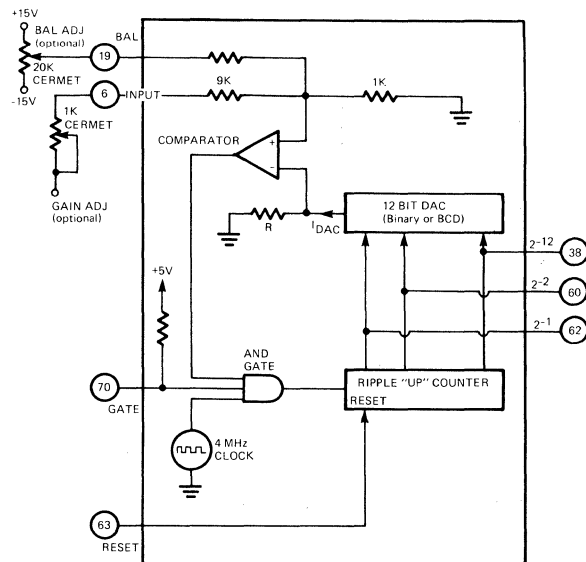 +15V
BAL ADJ
(optional)
20K
CERMET
-15V
19
BAL
6
INPUT
9K
1K
1K
CERMET
GAIN ADJ
(optional)
COMPARATOR
+
−
R
I DAC
12 BIT DAC
(Binary or BCD)
2-12
38
2-2
60
2-1
62
+5V
AND
GATE
70
GATE
RIPPLE "UP" COUNTER
RESET
4 MHz
CLOCK
63
RESET